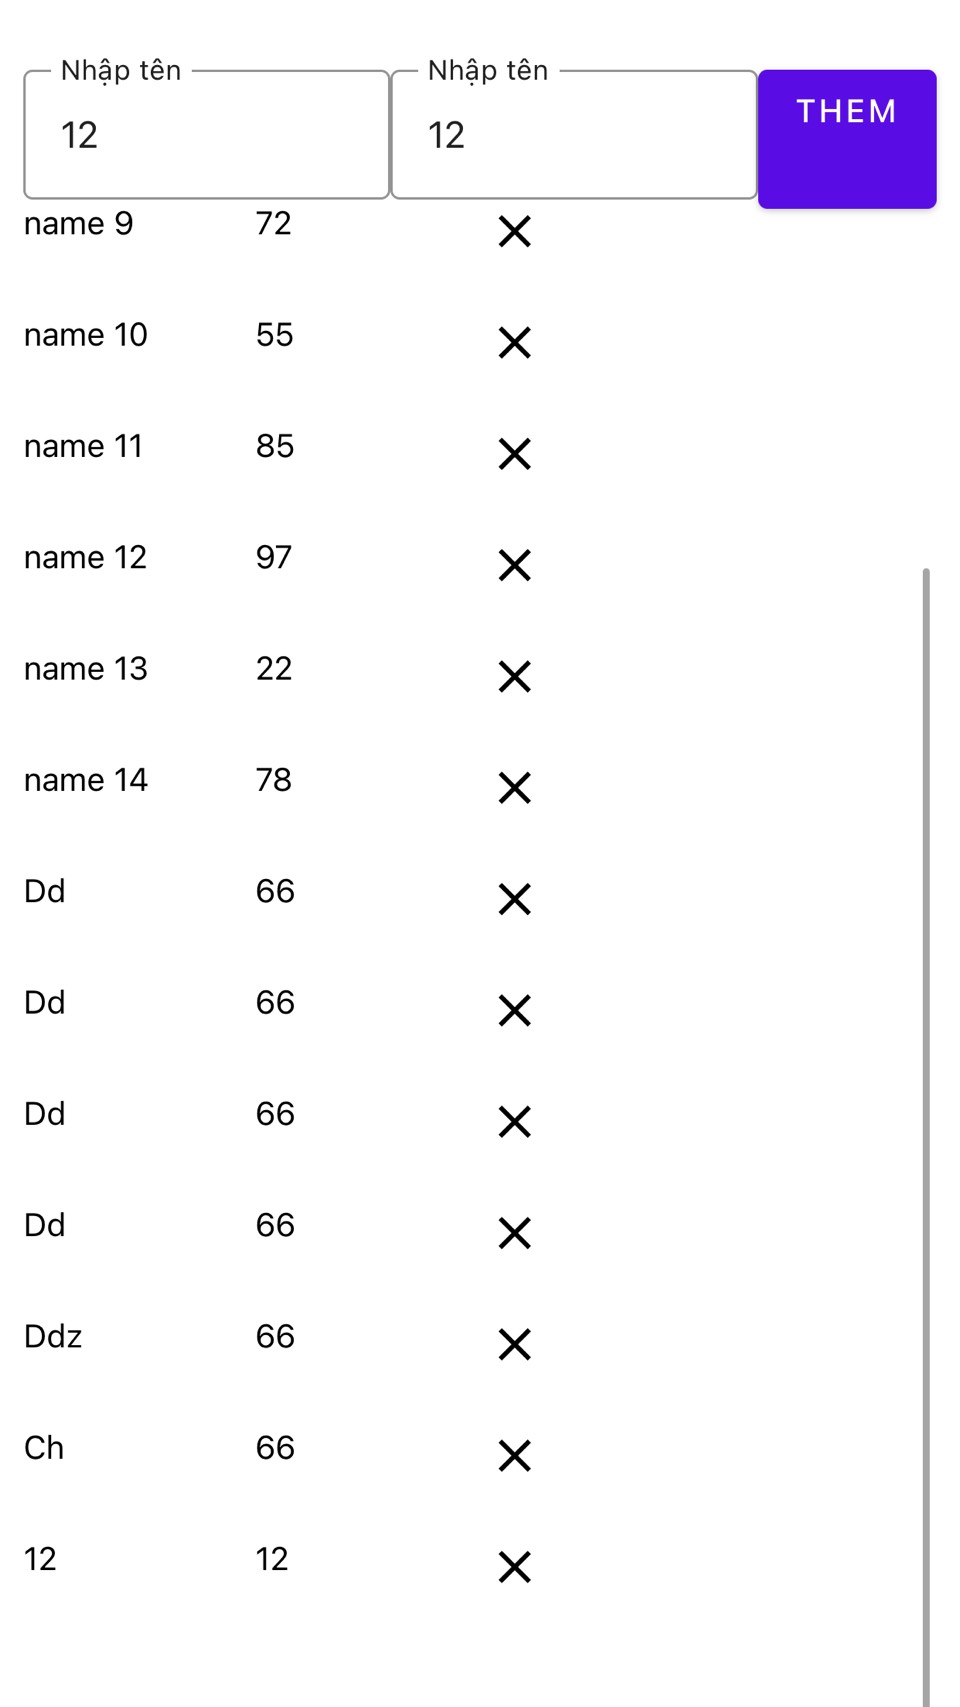 Nhập tên Nhập tên
12 12 THEM
name 9 72
name 10 55
name 11 85
name 12 97
name 13 22
name 14 78
Dd 66
Dd 66
Dd 66
Dd 66
Ddz 66
Ch 66
12 12